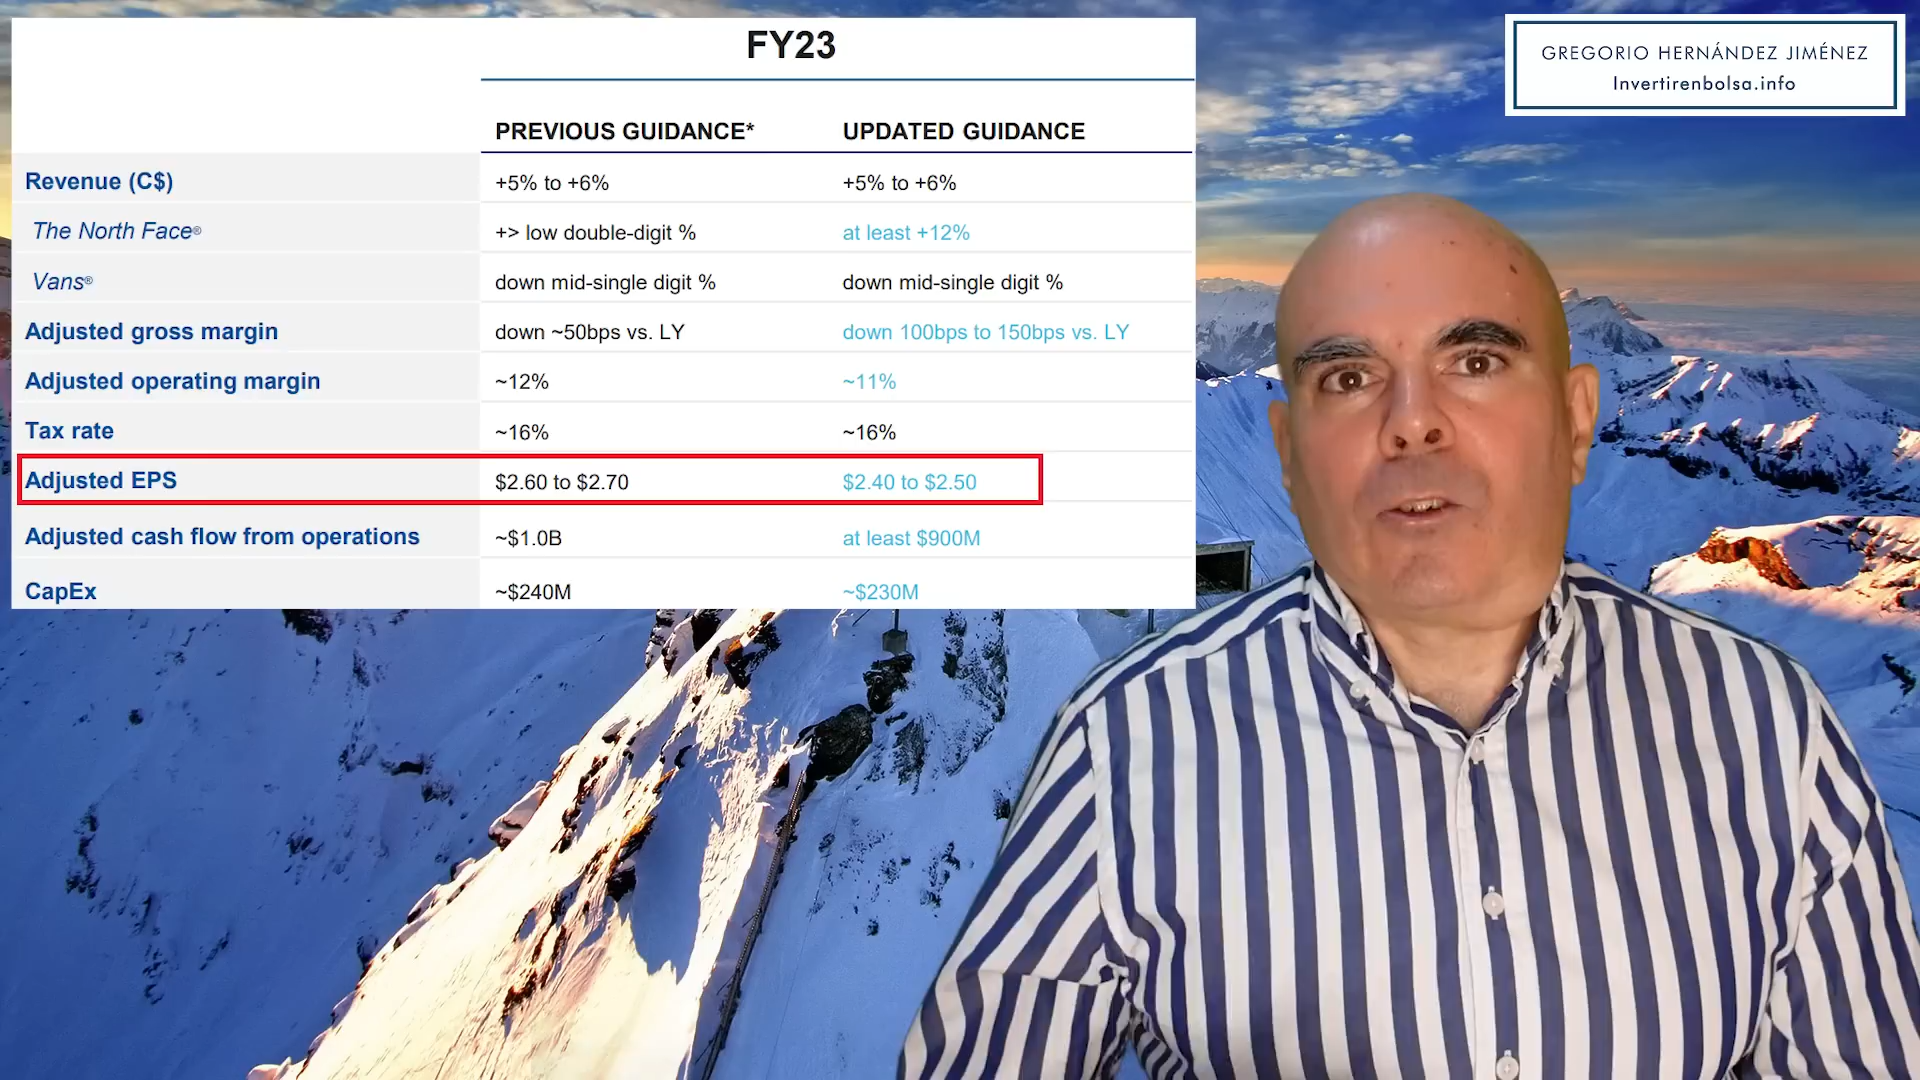 FY23
PREVIOUS GUIDANCE* UPDATED GUIDANCE
Revenue (C$) +5% to +6% +5% to +6%
The North Face® +> low double-digit % at least +12%
Vans® down mid-single digit % down mid-single digit %
Adjusted gross margin down ~50bps vs. LY down 100bps to 150bps vs. LY
Adjusted operating margin ~12% ~11%
Tax rate ~16% ~16%
Adjusted EPS $2.60 to $2.70 $2.40 to $2.50
Adjusted cash flow from operations ~$1.0B at least $900M
CapEx ~$240M ~$230M
GREGORIO HERNÁNDEZ JIMÉNEZ
Invertirenbolsa.info